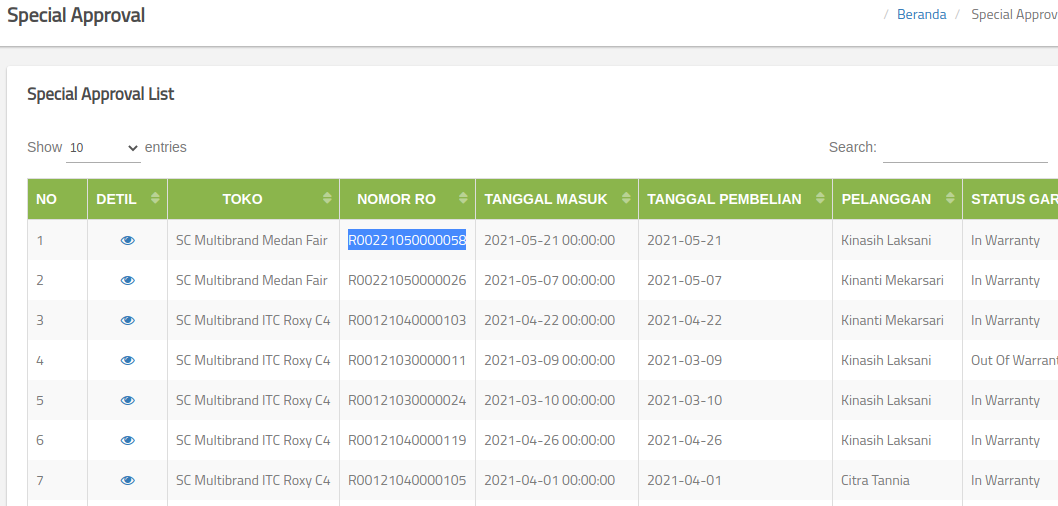 Special Approval / Beranda / Special Approv
Special Approval List
Show 10 entries Search:
NO DETIL TOKO NOMOR RO TANGGAL MASUK TANGGAL PEMBELIAN PELANGGAN STATUS GAR
1 SC Multibrand Medan Fair R00221050000058 2021-05-21 00:00:00 2021-05-21 Kinasih Laksani In Warranty
2 SC Multibrand Medan Fair R00221050000026 2021-05-07 00:00:00 2021-05-07 Kinanti Mekarsari In Warranty
3 SC Multibrand ITC Roxy C4 R00121040000103 2021-04-22 00:00:00 2021-04-22 Kinanti Mekarsari In Warranty
4 SC Multibrand ITC Roxy C4 R00121030000011 2021-03-09 00:00:00 2021-03-09 Kinasih Laksani Out Of Warrant
5 SC Multibrand ITC Roxy C4 R00121030000024 2021-03-10 00:00:00 2021-03-10 Kinasih Laksani In Warranty
6 SC Multibrand ITC Roxy C4 R00121040000119 2021-04-26 00:00:00 2021-04-26 Kinasih Laksani In Warranty
7 SC Multibrand ITC Roxy C4 R00121040000105 2021-04-01 00:00:00 2021-04-01 Citra Tannia In Warranty